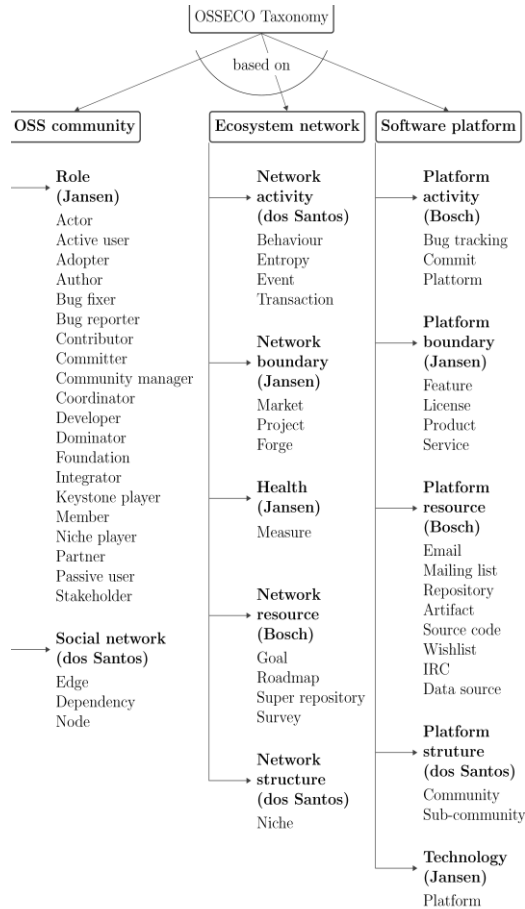 OSSECO Taxonomy
based on
OSS community
Role
(Jansen)
Actor
Active user
Adopter
Author
Bug fixer
Bug reporter
Contributor
Committer
Community manager
Coordinator
Developer
Dominator
Foundation
Integrator
Keystone player
Member
Niche player
Partner
Passive user
Stakeholder
Social network
(dos Santos)
Edge
Dependency
Node
Ecosystem network
Network
activity
(dos Santos)
Behaviour
Entropy
Event
Transaction
Network
boundary
(Jansen)
Market
Project
Forge
Health
(Jansen)
Measure
Network
resource
(Bosch)
Goal
Roadmap
Super repository
Survey
Network
structure
(dos Santos)
Niche
Software platform
Platform
activity
(Bosch)
Bug tracking
Commit
Plattorm
Platform
boundary
(Jansen)
Feature
License
Product
Service
Platform
resource
(Bosch)
Email
Mailing list
Repository
Artifact
Source code
Wishlist
IRC
Data source
Platform
struture
(dos Santos)
Community
Sub-community
Technology
(Jansen)
Platform